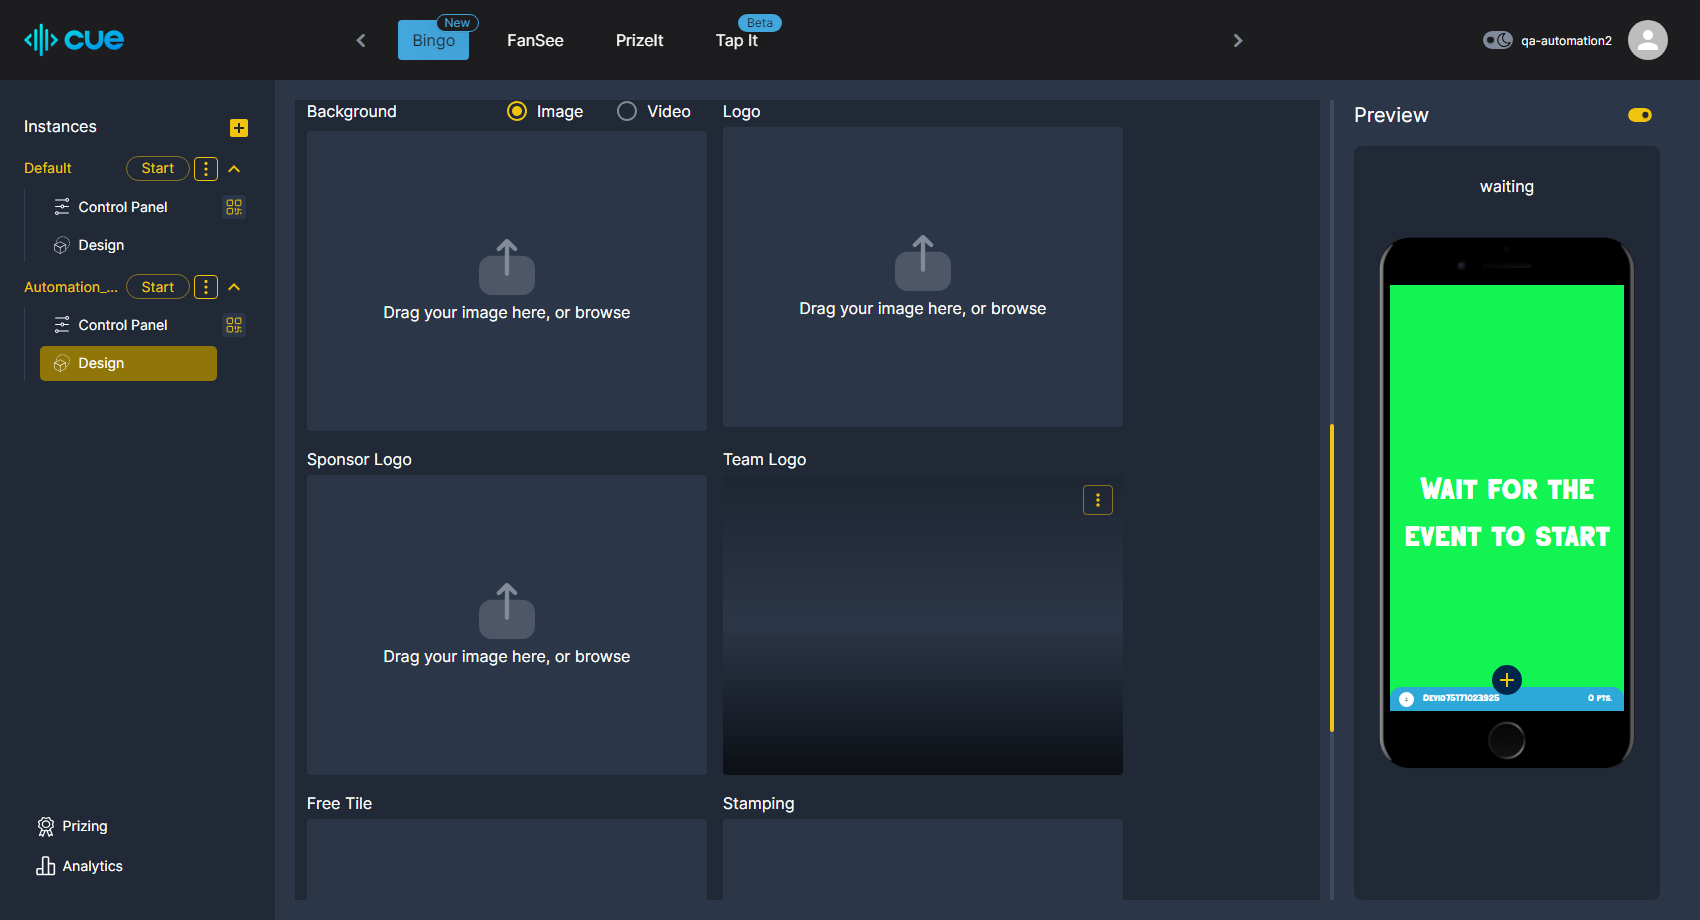 cue
Bingo
New
FanSee
PrizeIt
Tap It
Beta
qa-automation2
Instances
Default
Start
Control Panel
Design
Automation_...
Start
Control Panel
Design
Prizing
Analytics
Background
Image
Video
Logo
Drag your image here, or browse
Drag your image here, or browse
Sponsor Logo
Team Logo
Drag your image here, or browse
Free Tile
Stamping
Preview
waiting
WAIT FOR THE
EVENT TO START
DEVID75171023925
0 PTS.